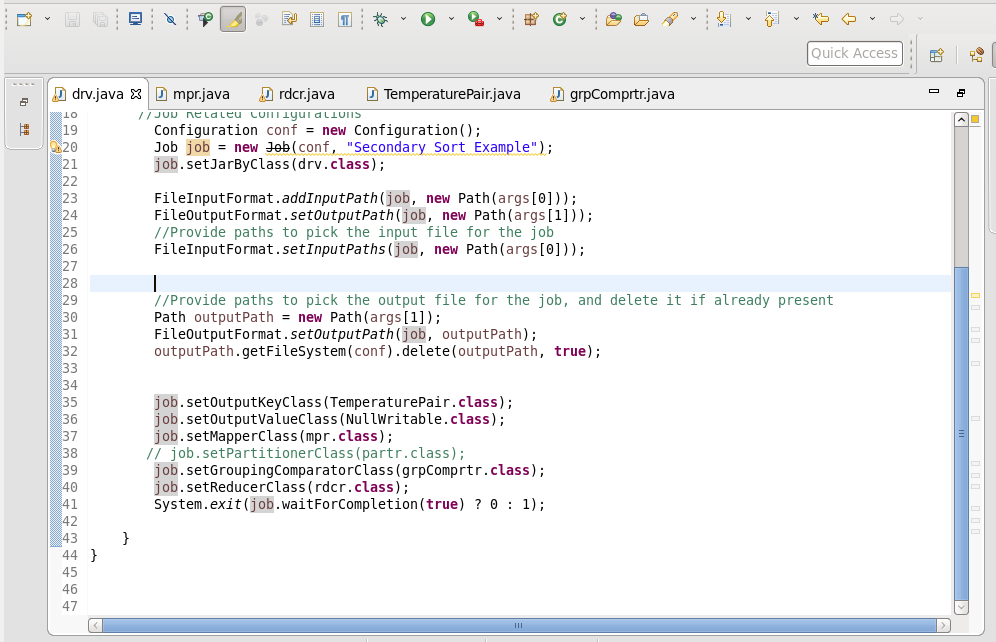 Quick Access
drv.java mpr.java rdcr.java TemperaturePair.java grpComprtr.java
18 //Job Related Configurations
19 Configuration conf = new Configuration();
20 Job job = new Job(conf, "Secondary Sort Example");
21 job.setJarByClass(drv.class);
22
23 FileInputFormat.addInputPath(job, new Path(args[0]));
24 FileOutputFormat.setOutputPath(job, new Path(args[1]));
25 //Provide paths to pick the input file for the job
26 FileInputFormat.setInputPaths(job, new Path(args[0]));
27
28
29 //Provide paths to pick the output file for the job, and delete it if already present
30 Path outputPath = new Path(args[1]);
31 FileOutputFormat.setOutputPath(job, outputPath);
32 outputPath.getFileSystem(conf).delete(outputPath, true);
33
34
35 job.setOutputKeyClass(TemperaturePair.class);
36 job.setOutputValueClass(NullWritable.class);
37 job.setMapperClass(mpr.class);
38 // job.setPartitionerClass(partr.class);
39 job.setGroupingComparatorClass(grpComprtr.class);
40 job.setReducerClass(rdcr.class);
41 System.exit(job.waitForCompletion(true) ? 0 : 1);
42
43 }
44 }
45
46
47